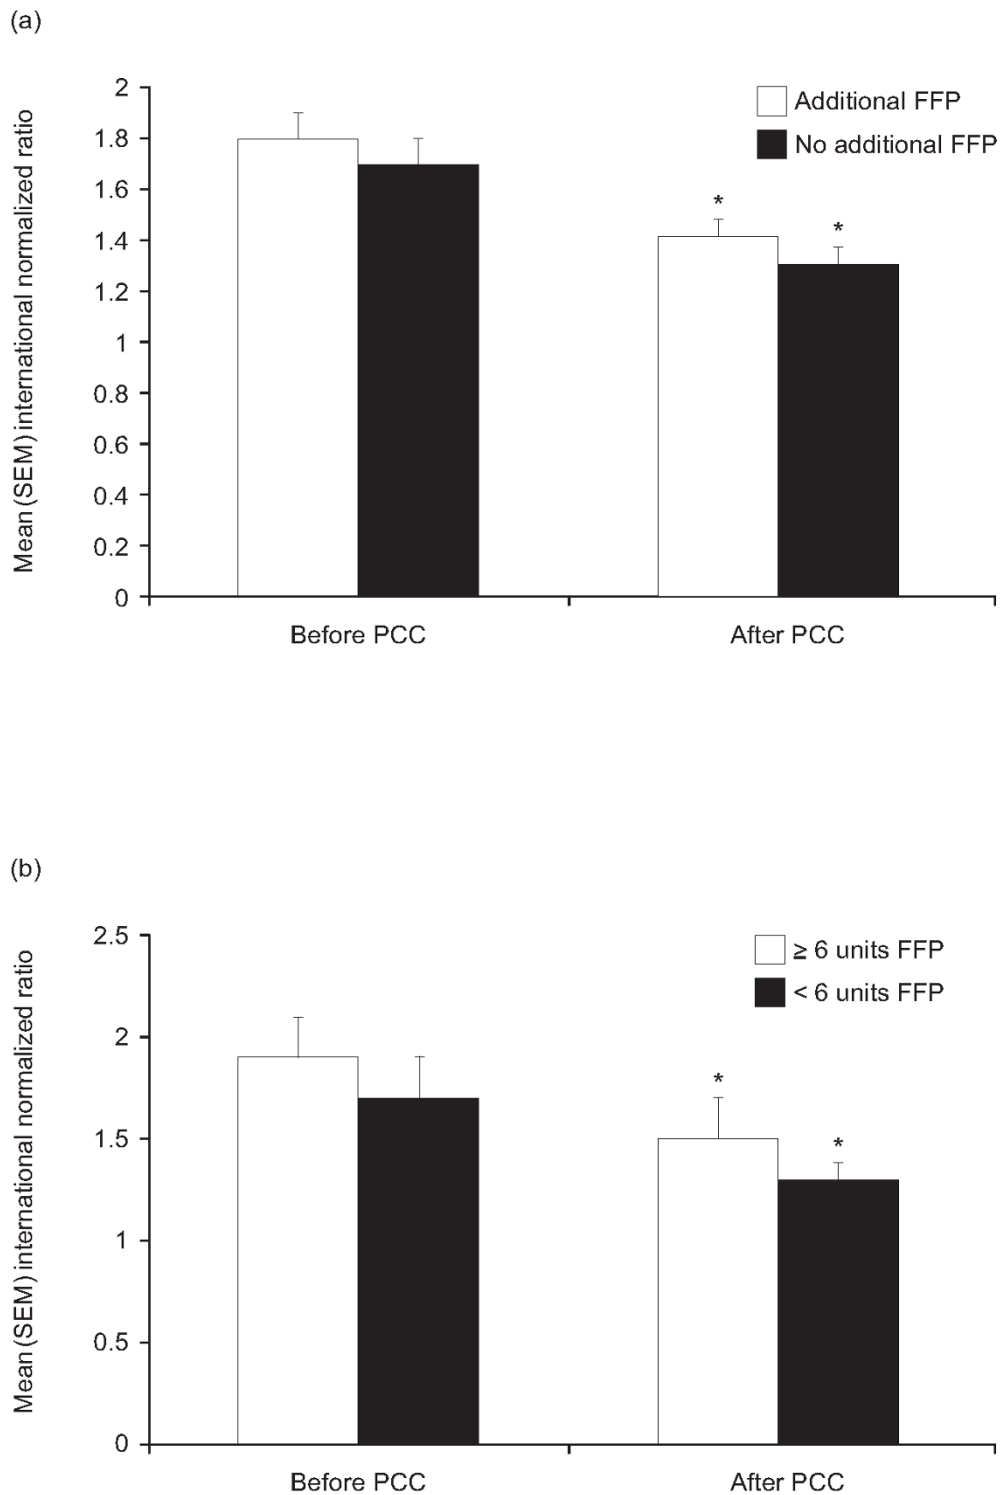 (a)
Mean (SEM) international normalized ratio
2
1.8
1.6
1.4
1.2
1
0.8
0.6
0.4
0.2
0
Additional FFP
No additional FFP
*
*
Before PCC
After PCC
(b)
Mean (SEM) international normalized ratio
2.5
2
1.5
1
0.5
0
≥ 6 units FFP
< 6 units FFP
*
*
Before PCC
After PCC